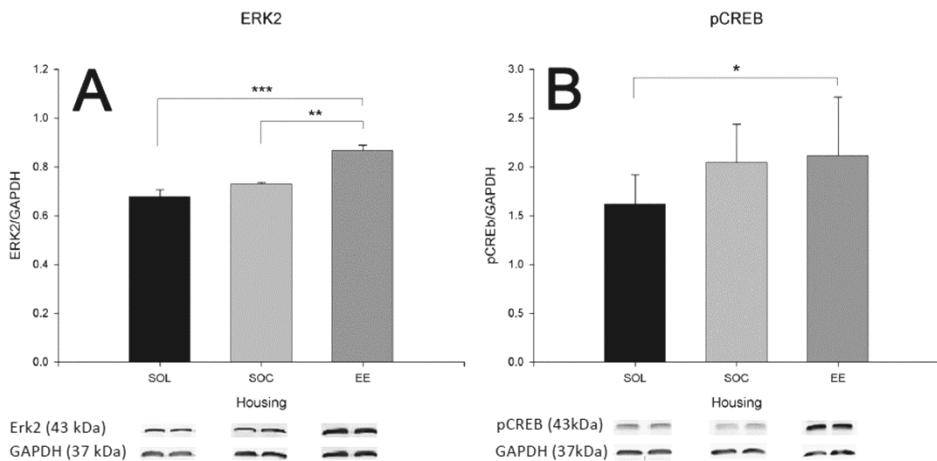 ERK2
A
***
**
1.2
1.0
0.8
0.6
0.4
0.2
0.0
ERK2/GAPDH
SOL SOC EE
Housing
Erk2 (43 kDa)
GAPDH (37 kDa)
pCREB
B
*
3.0
2.5
2.0
1.5
1.0
0.5
0.0
pCREb/GAPDH
SOL SOC EE
Housing
pCREB (43kDa)
GAPDH (37kDa)